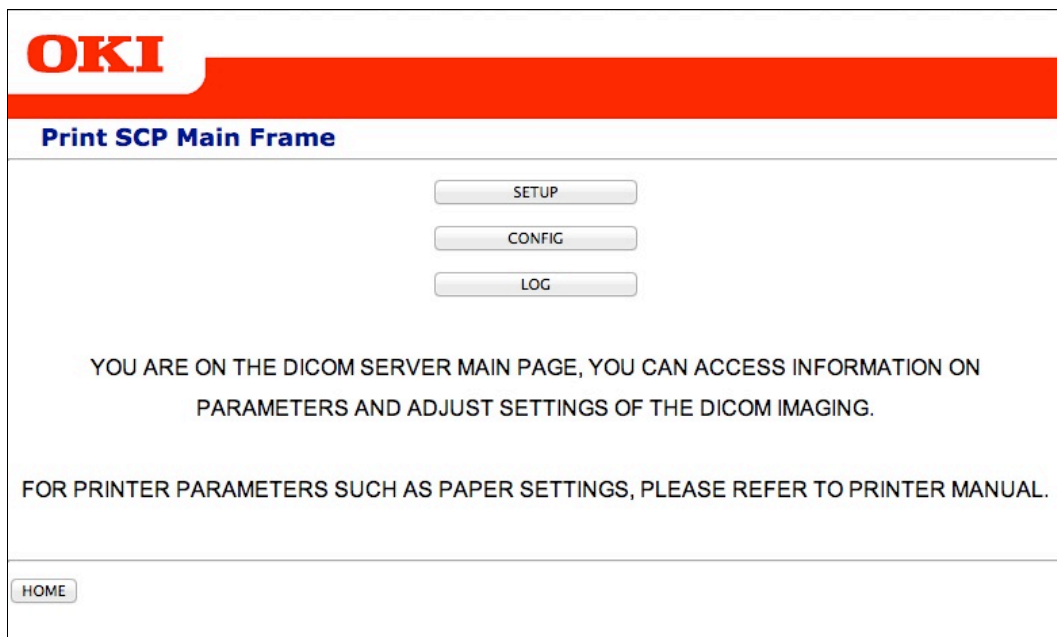 OKI
Print SCP Main Frame
SETUP
CONFIG
LOG
YOU ARE ON THE DICOM SERVER MAIN PAGE, YOU CAN ACCESS INFORMATION ON
PARAMETERS AND ADJUST SETTINGS OF THE DICOM IMAGING.
FOR PRINTER PARAMETERS SUCH AS PAPER SETTINGS, PLEASE REFER TO PRINTER MANUAL.
HOME